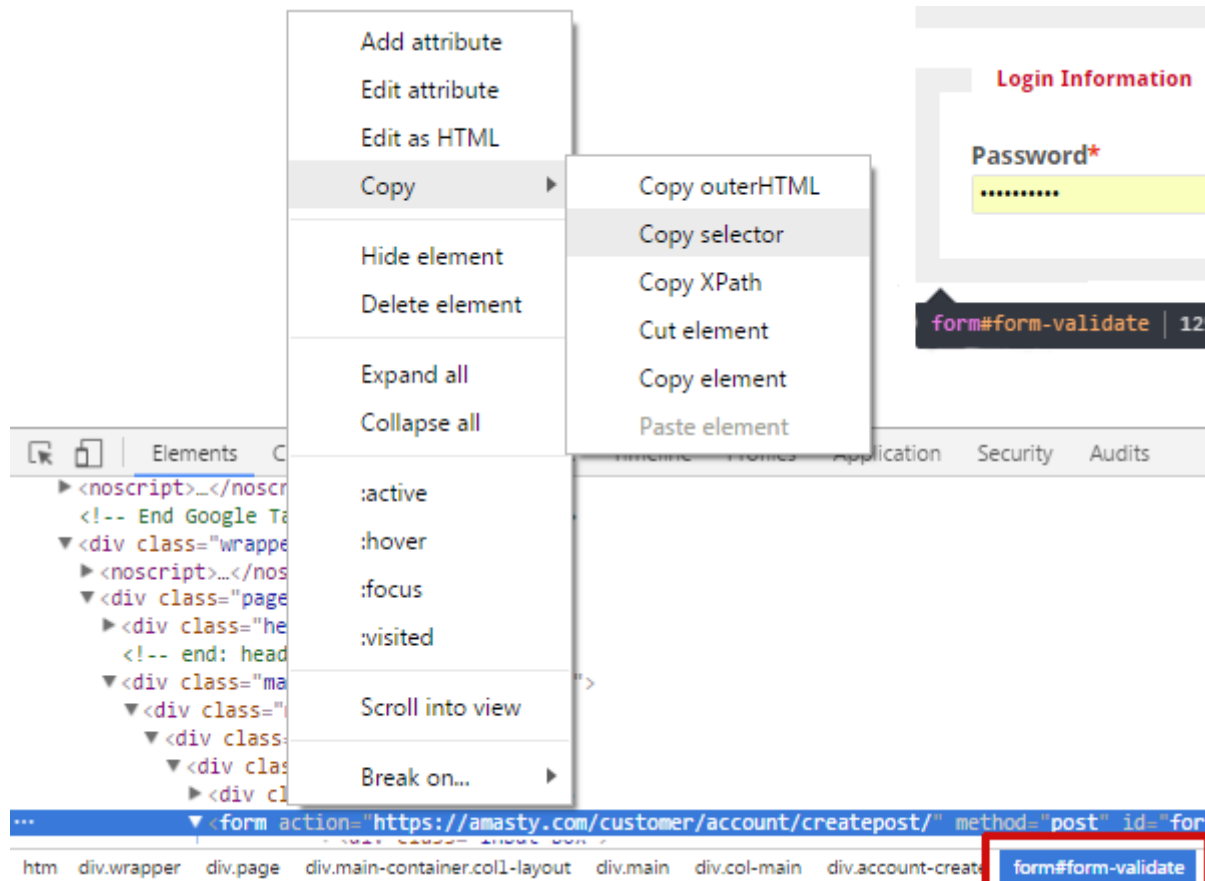 Add attribute
Edit attribute
Edit as HTML
Copy
Hide element
Delete element
Expand all
Collapse all
:active
:hover
:focus
:visited
Scroll into view
Break on...
Copy outerHTML
Copy selector
Copy XPath
Cut element
Copy element
Paste element
Login Information
Password*
form#form-validate | 12
Elements C Timeline Profiles Application Security Audits
<noscript>…</noscr
<!-- End Google Ta
<div class="wrappe
<noscript>…</nos
<div class="page
<div class="he
<!-- end: head
<div class="ma ">
<div class="
<div class
<div clas
<div cl
... <form action="https://amasty.com/customer/account/createpost/" method="post" id="for
htm div.wrapper div.page div.main-container.col1-layout div.main div.col-main div.account-create form#form-validate